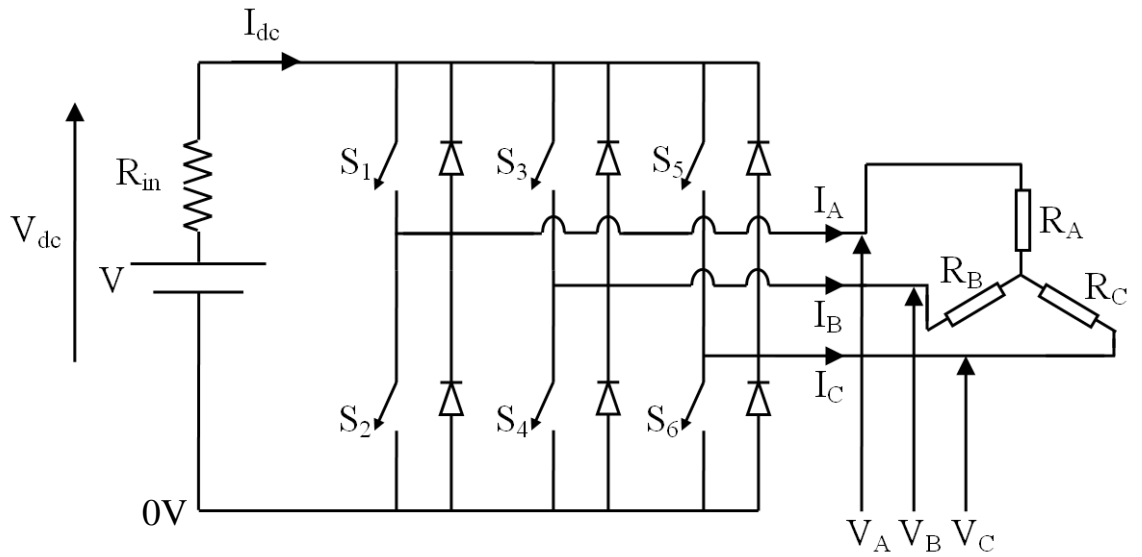 I_dc
S_1
S_3
S_5
R_in
V_dc
V
I_A
R_A
R_B
R_C
I_B
I_C
S_2
S_4
S_6
0V
V_A
V_B
V_C